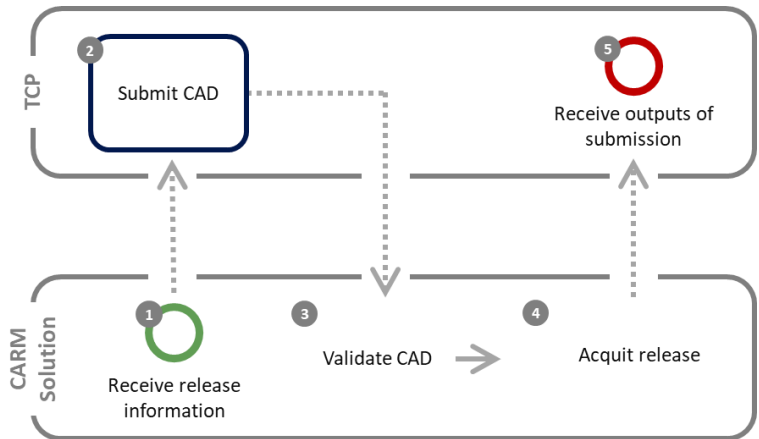 TCP
2
Submit CAD
5
Receive outputs of
submission
CARM
Solution
1
Receive release
information
3
Validate CAD
4
Acquit release